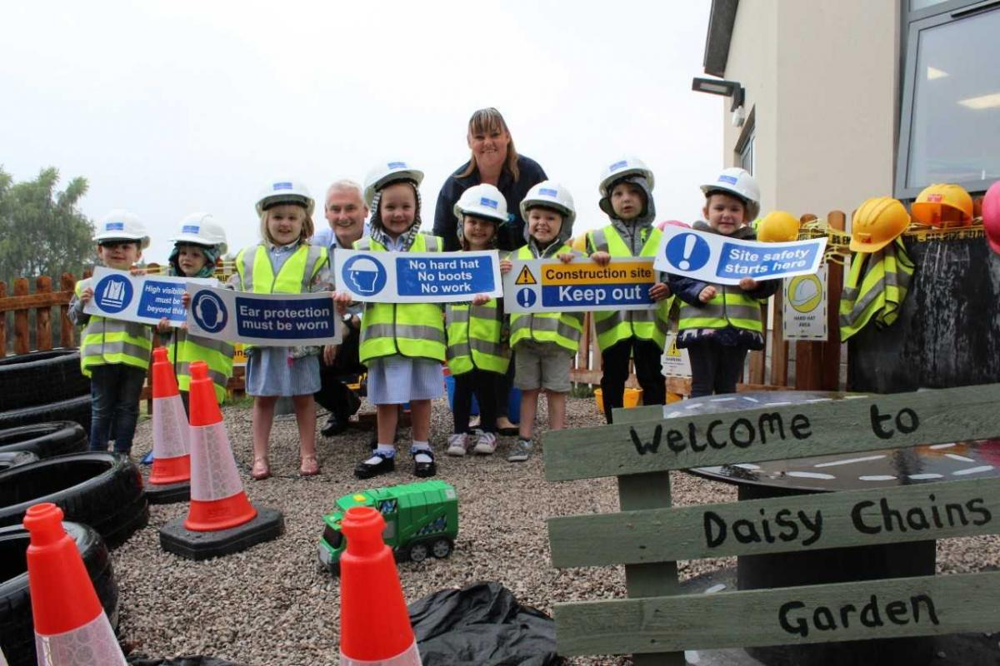 High visibility
must be
beyond this
Ear protection
must be worn
No hard hat
No boots
No work
Construction site
Keep out
Site safety
starts here
HARD HAT
AREA
Welcome to
Daisy Chains
Garden